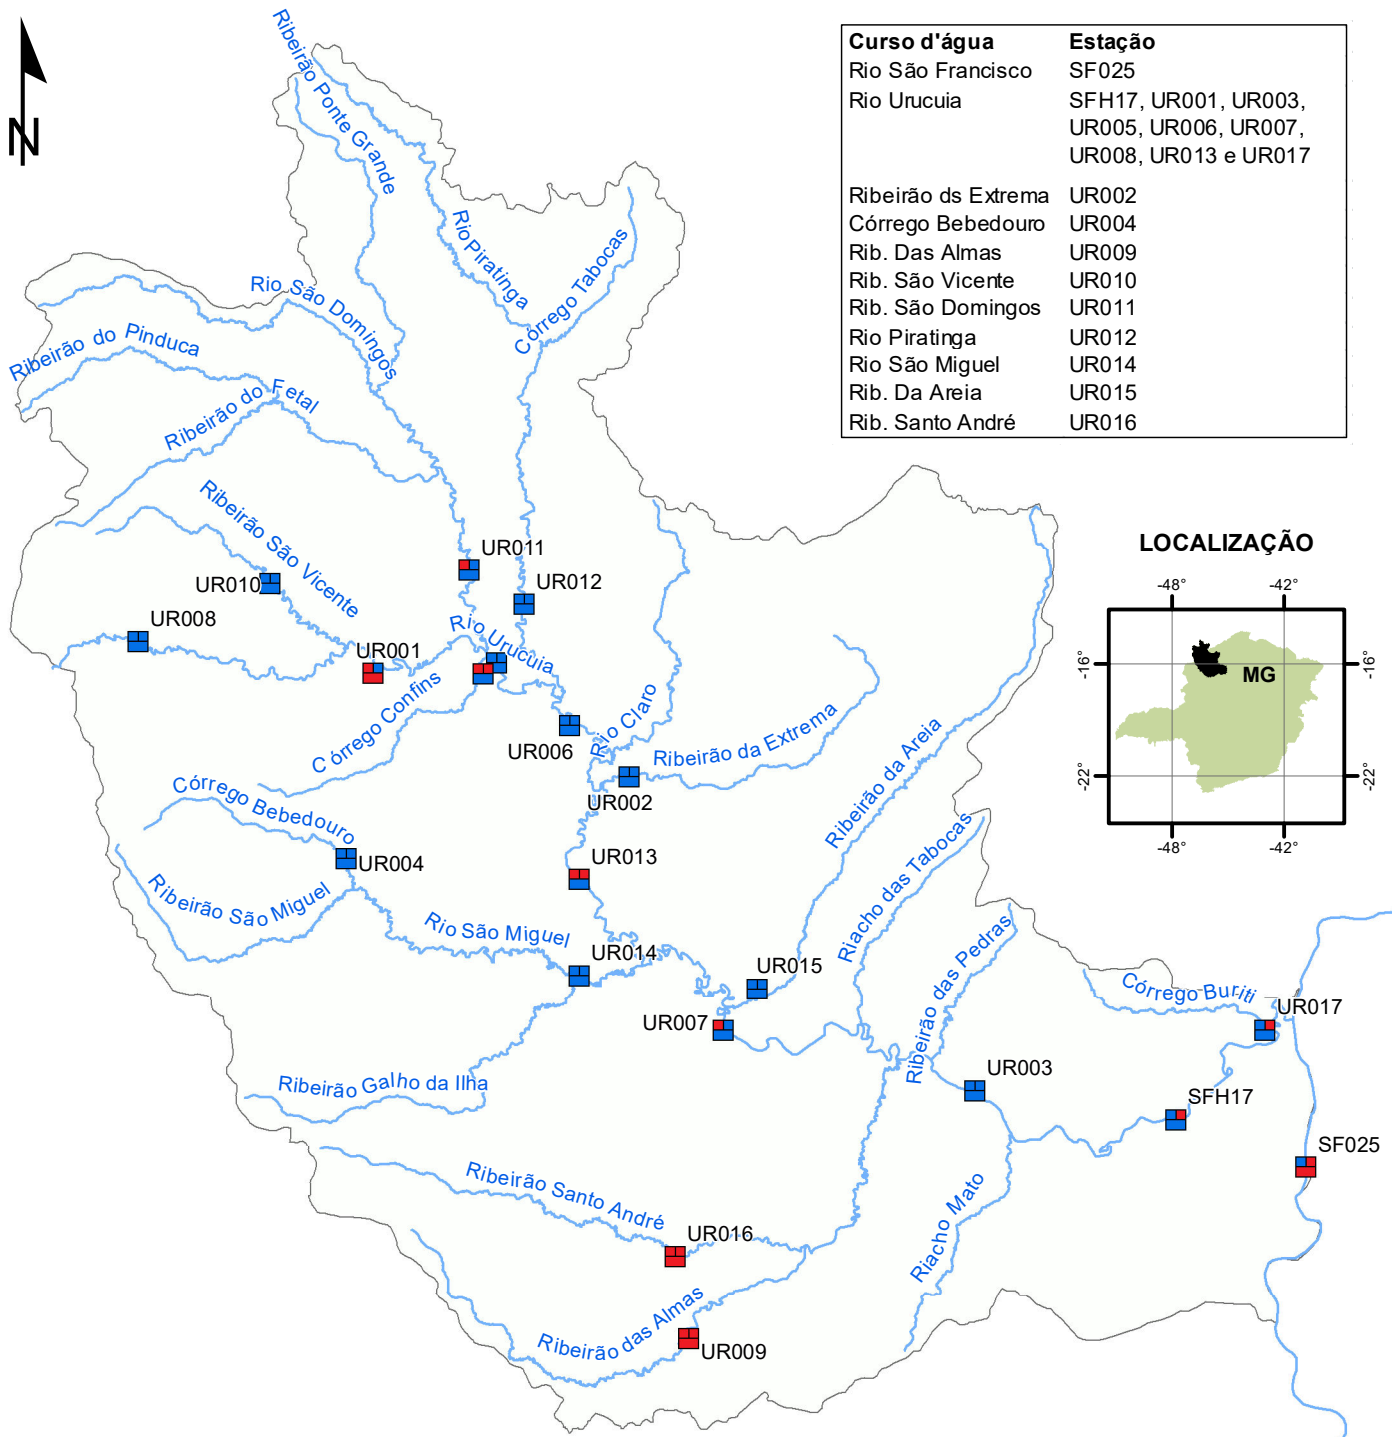 N
Curso d'água Estação
Rio São Francisco SF025
Rio Urucuia SFH17, UR001, UR003,
UR005, UR006, UR007,
UR008, UR013 e UR017
Ribeirão ds Extrema UR002
Córrego Bebedouro UR004
Rib. Das Almas UR009
Rib. São Vicente UR010
Rib. São Domingos UR011
Rio Piratinga UR012
Rio São Miguel UR014
Rib. Da Areia UR015
Rib. Santo André UR016
Ribeirão Ponte Grande
Rio Piratinga
Córrego Tabocas
Rio São Domingos
Ribeirão do Pinduca
Ribeirão do Fetal
Ribeirão São Vicente
UR011
UR010
UR012
UR008
Rio Urucuia
UR001
Córrego Confins
UR006
Rio Claro
Ribeirão da Extrema
UR002
Ribeirão da Areia
Córrego Bebedouro
UR004
UR013
Ribeirão São Miguel
Rio São Miguel
UR014
UR015
Riacho das Tabocas
Ribeirão das Pedras
UR007
Córrego Buriti
UR017
UR003
SFH17
SF025
Ribeirão Galho da Ilha
Ribeirão Santo André
UR016
Riacho Mato
Ribeirão das Almas
UR009
LOCALIZAÇÃO
-48° -42°
-16° -16°
MG
-22° -22°
-48° -42°